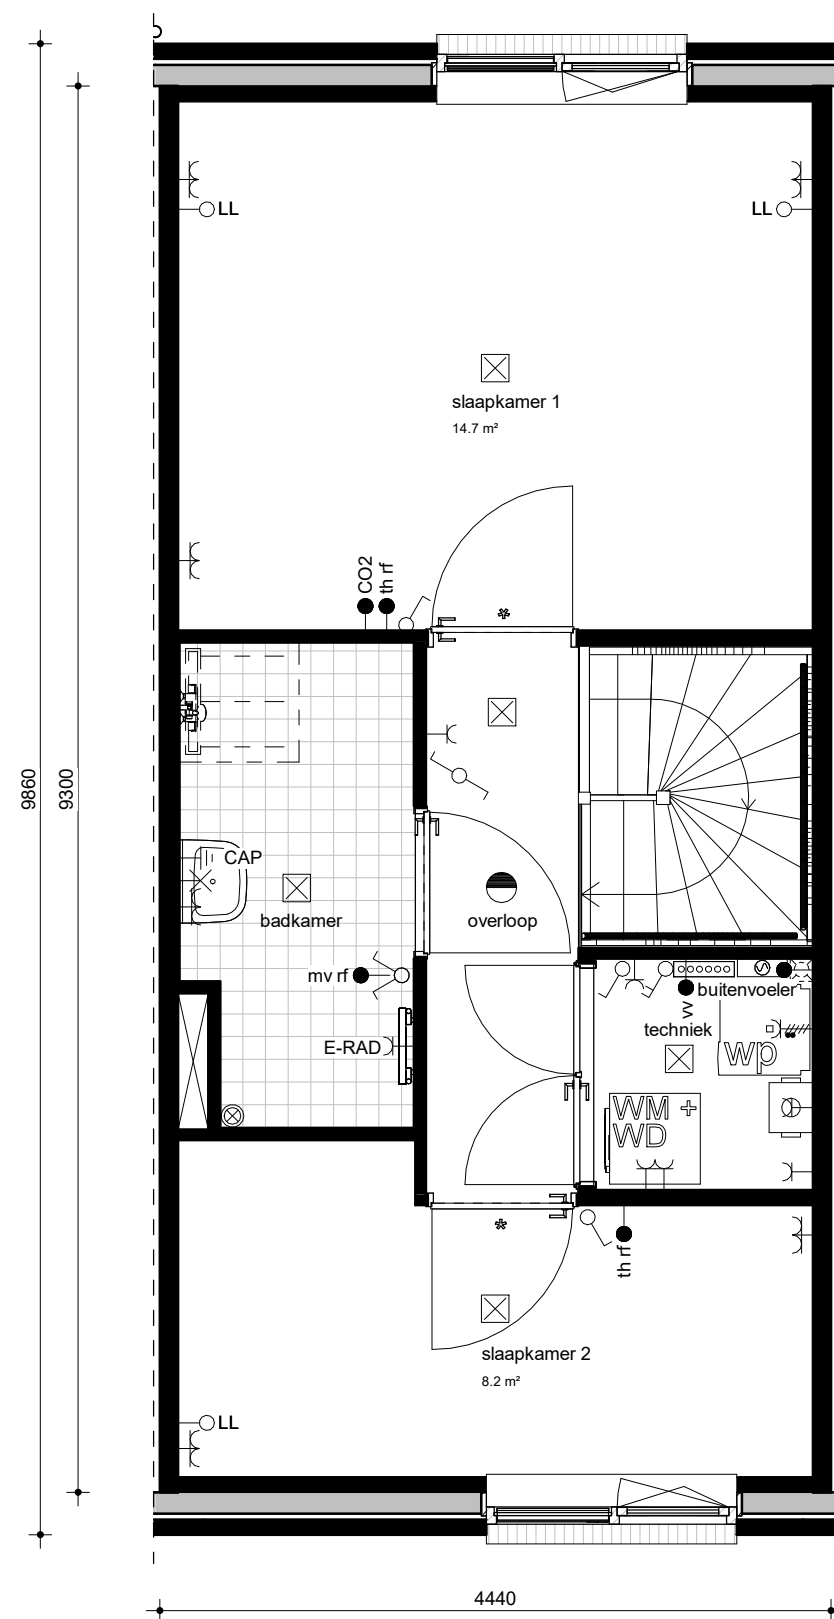 LL
LL
slaapkamer 1
14.7 m²
CO2
th rf
*
9860
9300
CAP
badkamer
overloop
mv rf
buitenvoeler
vv
techniek
E-RAD
wp
WM +
WD
*
th rf
slaapkamer 2
8.2 m²
LL
4440